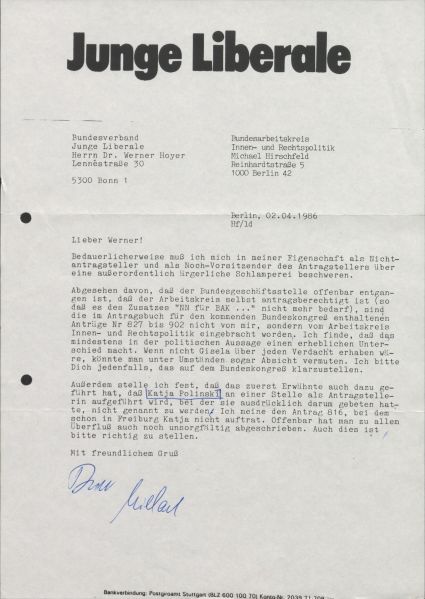 Junge Liberale
Bundesverband
Junge Liberale
Herrn Dr. Werner Hoyer
Lennéstraße 30
5300 Bonn 1
Bundesarbeitskreis
Innen- und Rechtspolitik
Michael Hirschfeld
Reinhardtstraße 5
1000 Berlin 42
Berlin, 02.04.1986
Hf/ld
Lieber Werner!
Bedauerlicherweise muß ich mich in meiner Eigenschaft als Nicht-
antragsteller und als Noch-Vorsitzender des Antragstellers über
eine außerordentlich ärgerliche Schlamperei beschweren.
Abgesehen davon, daß der Bundesgeschäftsstelle offenbar entgan-
gen ist, daß der Arbeitskreis selbst antragsberechtigt ist (so
daß es den Zusatzes "NN für BAK ..." nicht mehr bedarf), sind
die im Antragsbuch für den kommenden Bundeskongreß enthaltenen
Anträge Nr 827 bis 902 nicht von mir, sondern vom Arbeitskreis
Innen- und Rechtspolitik eingebracht worden. Ich finde, daß das
mindestens in der politischen Aussage einen erheblichen Unter-
schied macht. Wenn nicht Gisela über jeden Verdacht erhaben wä-
re, könnte man unter Umständen sogar Absicht vermuten. Ich bitte
Dich jedenfalls, das auf dem Bundeskongreß klarzustellen.
Außerdem stelle ich fest, daß das zuerst Erwähnte auch dazu ge-
führt hat, daß Katja Polinski an einer Stelle als Antragstelle-
rin aufgeführt wird, bei der sie ausdrücklich darum gebeten hat-
te, nicht genannt zu werden. Ich meine den Antrag 816, bei dem
schon in Freiburg Katja nicht auftrat. Offenbar hat man zu allem
Überfluß auch noch unsorgfältig abgeschrieben. Auch dies ist
bitte richtig zu stellen.
Mit freundlichem Gruß
Michael
Bankverbindung: Postgiroamt Stuttgart (BLZ 600 100 70) Konto-Nr.